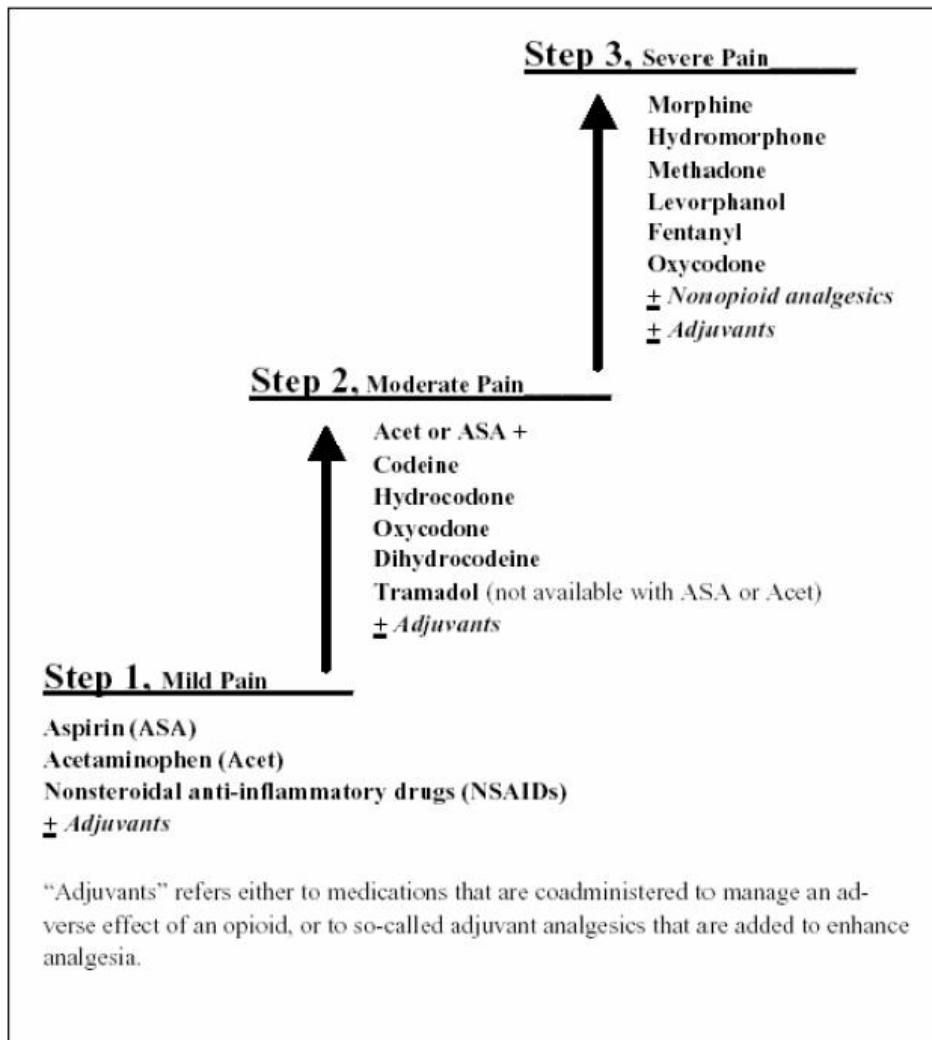 Step 3, Severe Pain
Morphine
Hydromorphone
Methadone
Levorphanol
Fentanyl
Oxycodone
± Nonopioid analgesics
± Adjuvants
Step 2, Moderate Pain
Acet or ASA +
Codeine
Hydrocodone
Oxycodone
Dihydrocodeine
Tramadol (not available with ASA or Acet)
± Adjuvants
Step 1, Mild Pain
Aspirin (ASA)
Acetaminophen (Acet)
Nonsteroidal anti-inflammatory drugs (NSAIDs)
± Adjuvants
“Adjuvants” refers either to medications that are coadministered to manage an ad-
verse effect of an opioid, or to so-called adjuvant analgesics that are added to enhance
analgesia.